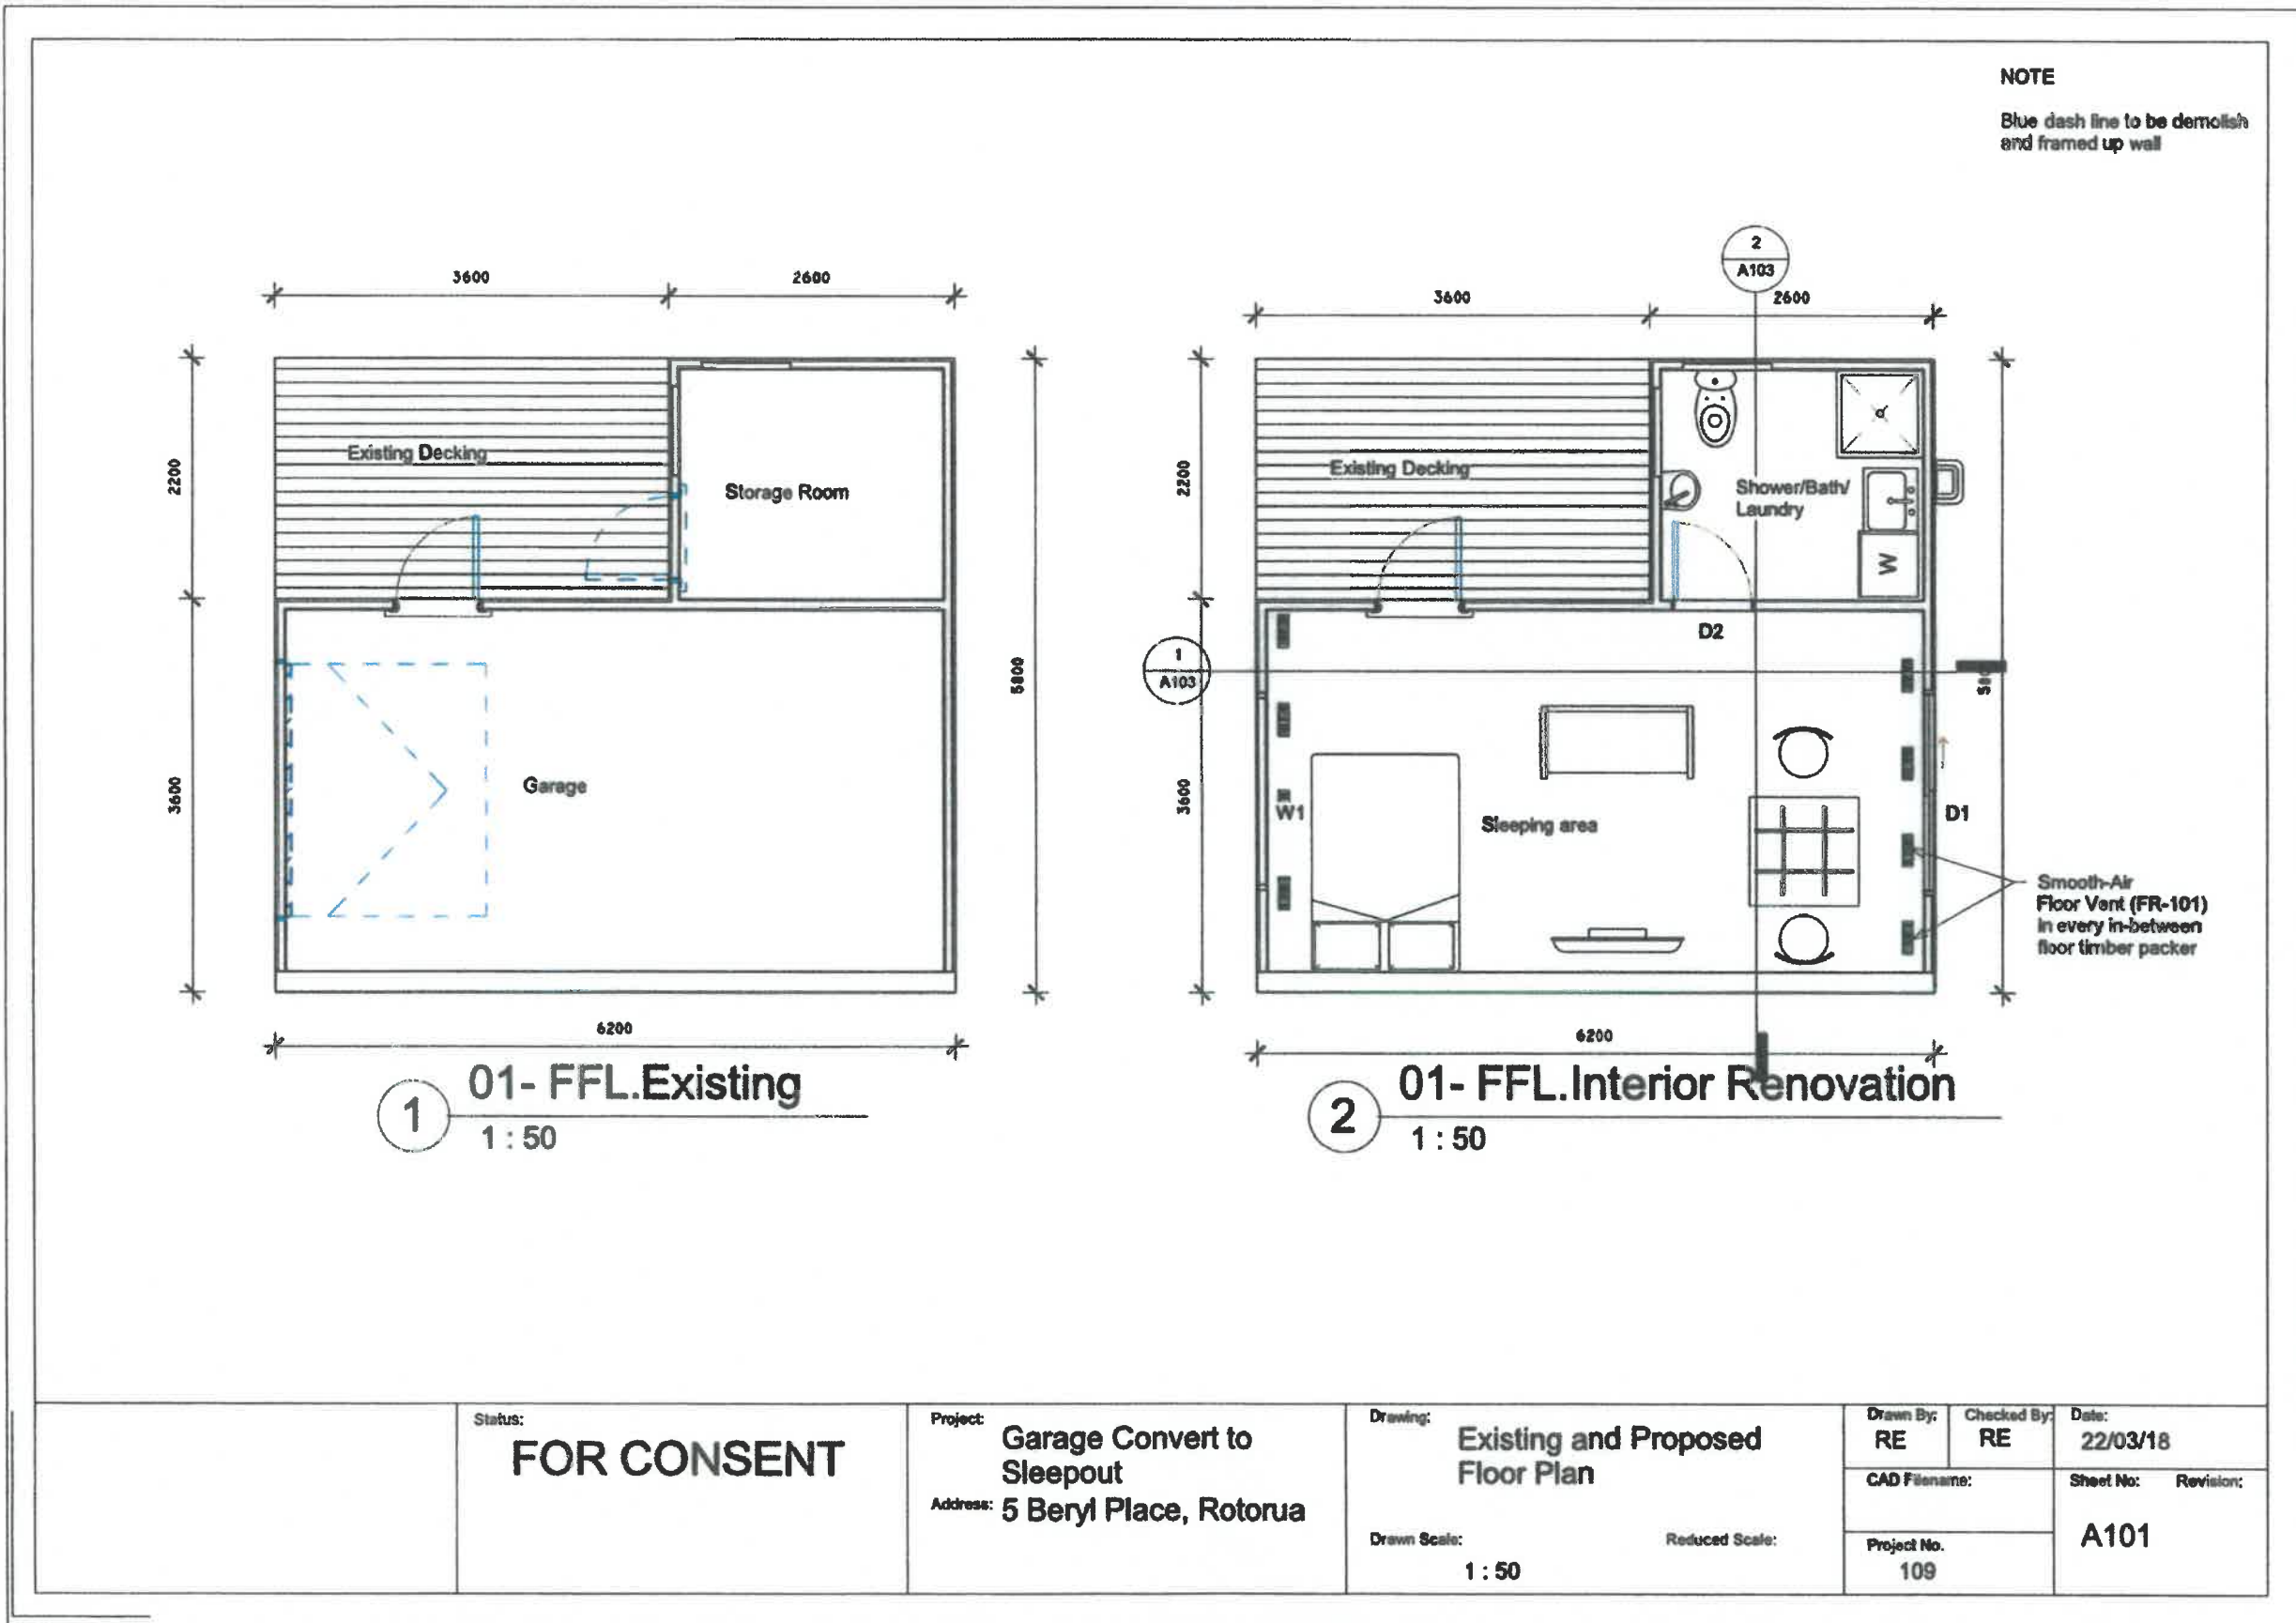 NOTE
Blue dash line to be demolish
and framed up wall
3600
2600
2200
3600
5800
Existing Decking
Storage Room
Garage
6200
1
01- FFL.Existing
1 : 50
2
A103
3600
2600
2200
3600
Existing Decking
Shower/Bath/
Laundry
W
D2
1
A103
W1
Sleeping area
D1
Smooth-Air
Floor Vent (FR-101)
in every in-between
floor timber packer
6200
2
01- FFL.Interior Renovation
1 : 50
Status:
FOR CONSENT
Project:
Garage Convert to
Sleepout
Address: 5 Beryl Place, Rotorua
Drawing:
Existing and Proposed
Floor Plan
Drawn Scale:
1 : 50
Reduced Scale:
Drawn By:
RE
Checked By:
RE
Date:
22/03/18
CAD Filename:
Project No.
109
Sheet No:
A101
Revision: